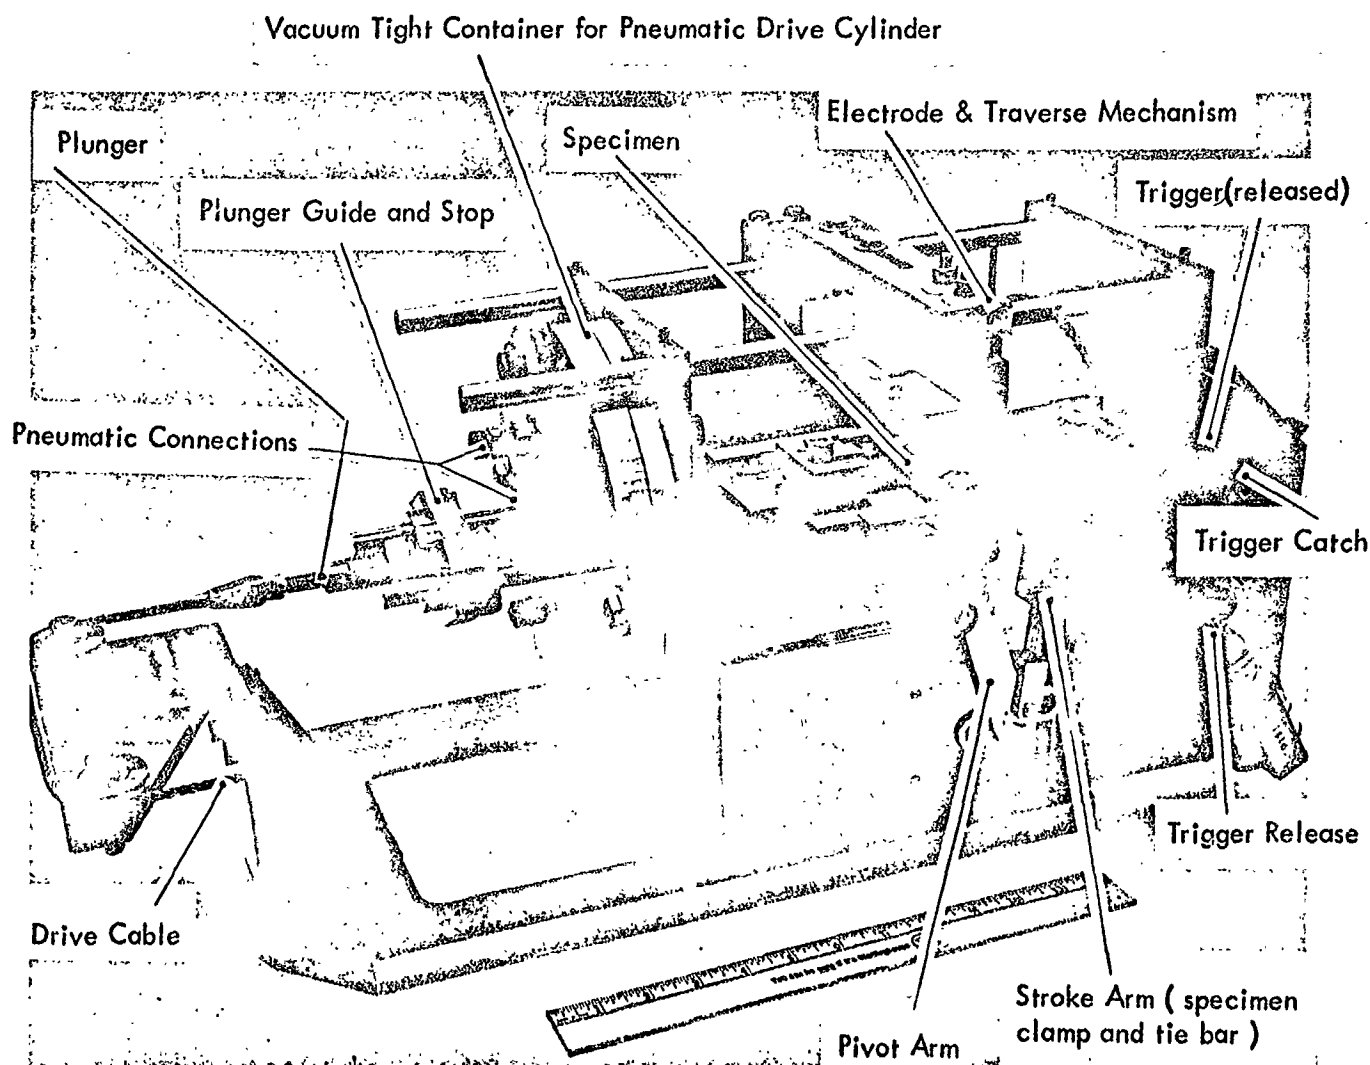 Vacuum Tight Container for Pneumatic Drive Cylinder
Electrode & Traverse Mechanism
Plunger
Specimen
Trigger (released)
Plunger Guide and Stop
Pneumatic Connections
Trigger Catch
Trigger Release
Drive Cable
Stroke Arm ( specimen
clamp and tie bar )
Pivot Arm